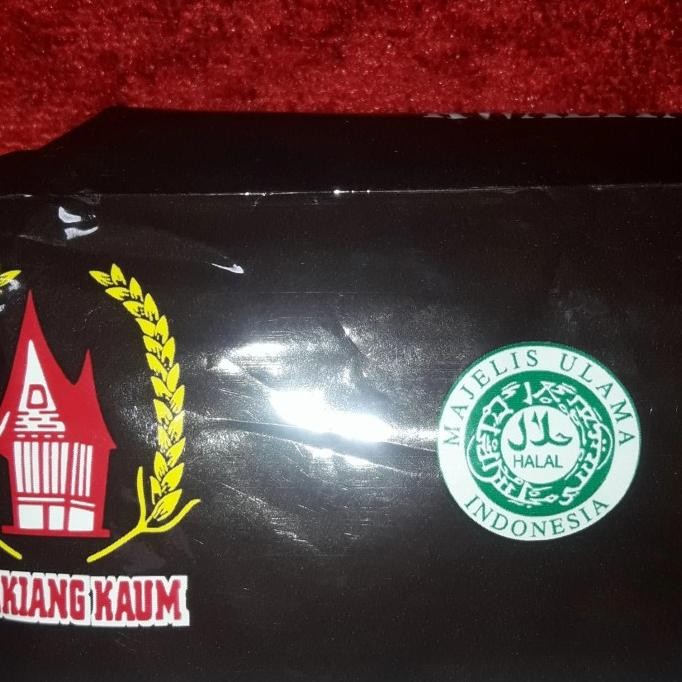 KIANG KAUM
MAJELIS ULAMA
حلال
HALAL
INDONESIA